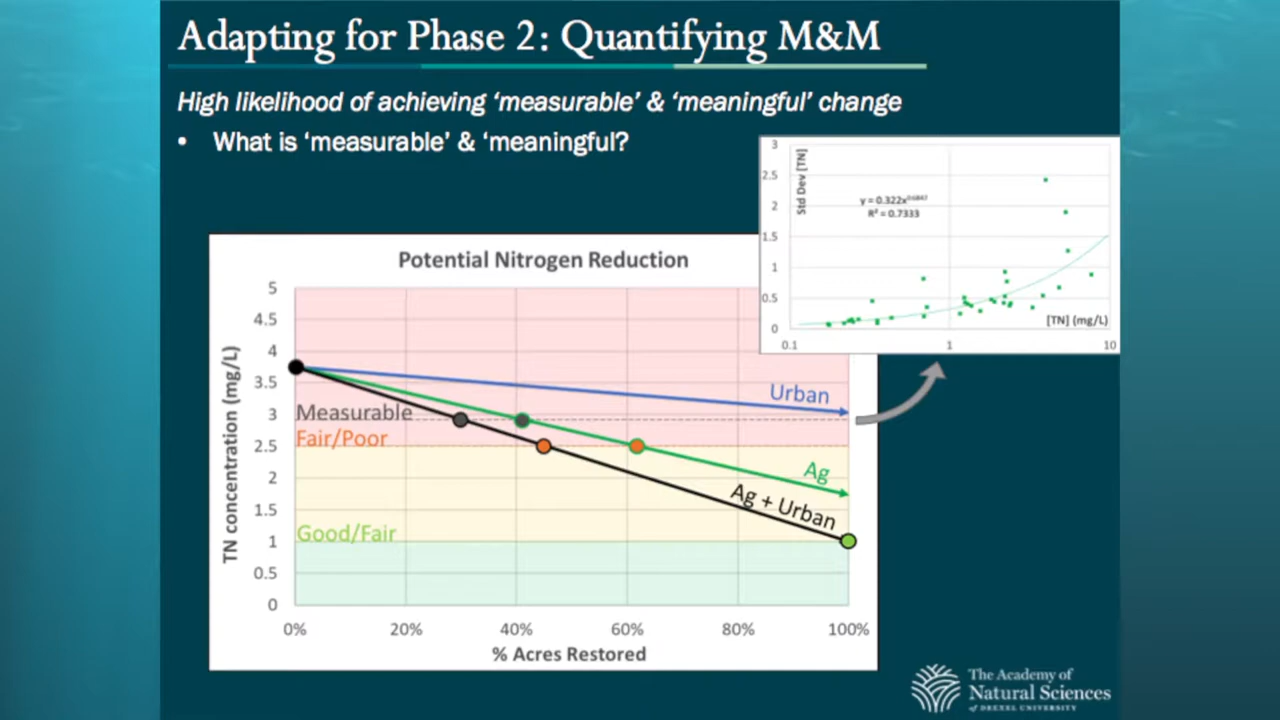 Adapting for Phase 2: Quantifying M&M
High likelihood of achieving ‘measurable’ & ‘meaningful’ change
• What is ‘measurable’ & ‘meaningful?
3
2.5
2
1.5
1
0.5
0
Std Dev [TN]
y = 0.322x
R² = 0.7333
[TN] (mg/L)
0.1 1 10
Potential Nitrogen Reduction
5
4.5
4
3.5
3
2.5
2
1.5
1
0.5
0
TN concentration (mg/L)
Urban
Measurable
Fair/Poor
Ag
Ag + Urban
Good/Fair
0% 20% 40% 60% 80% 100%
% Acres Restored
The Academy of
Natural Sciences
of DREXEL UNIVERSITY